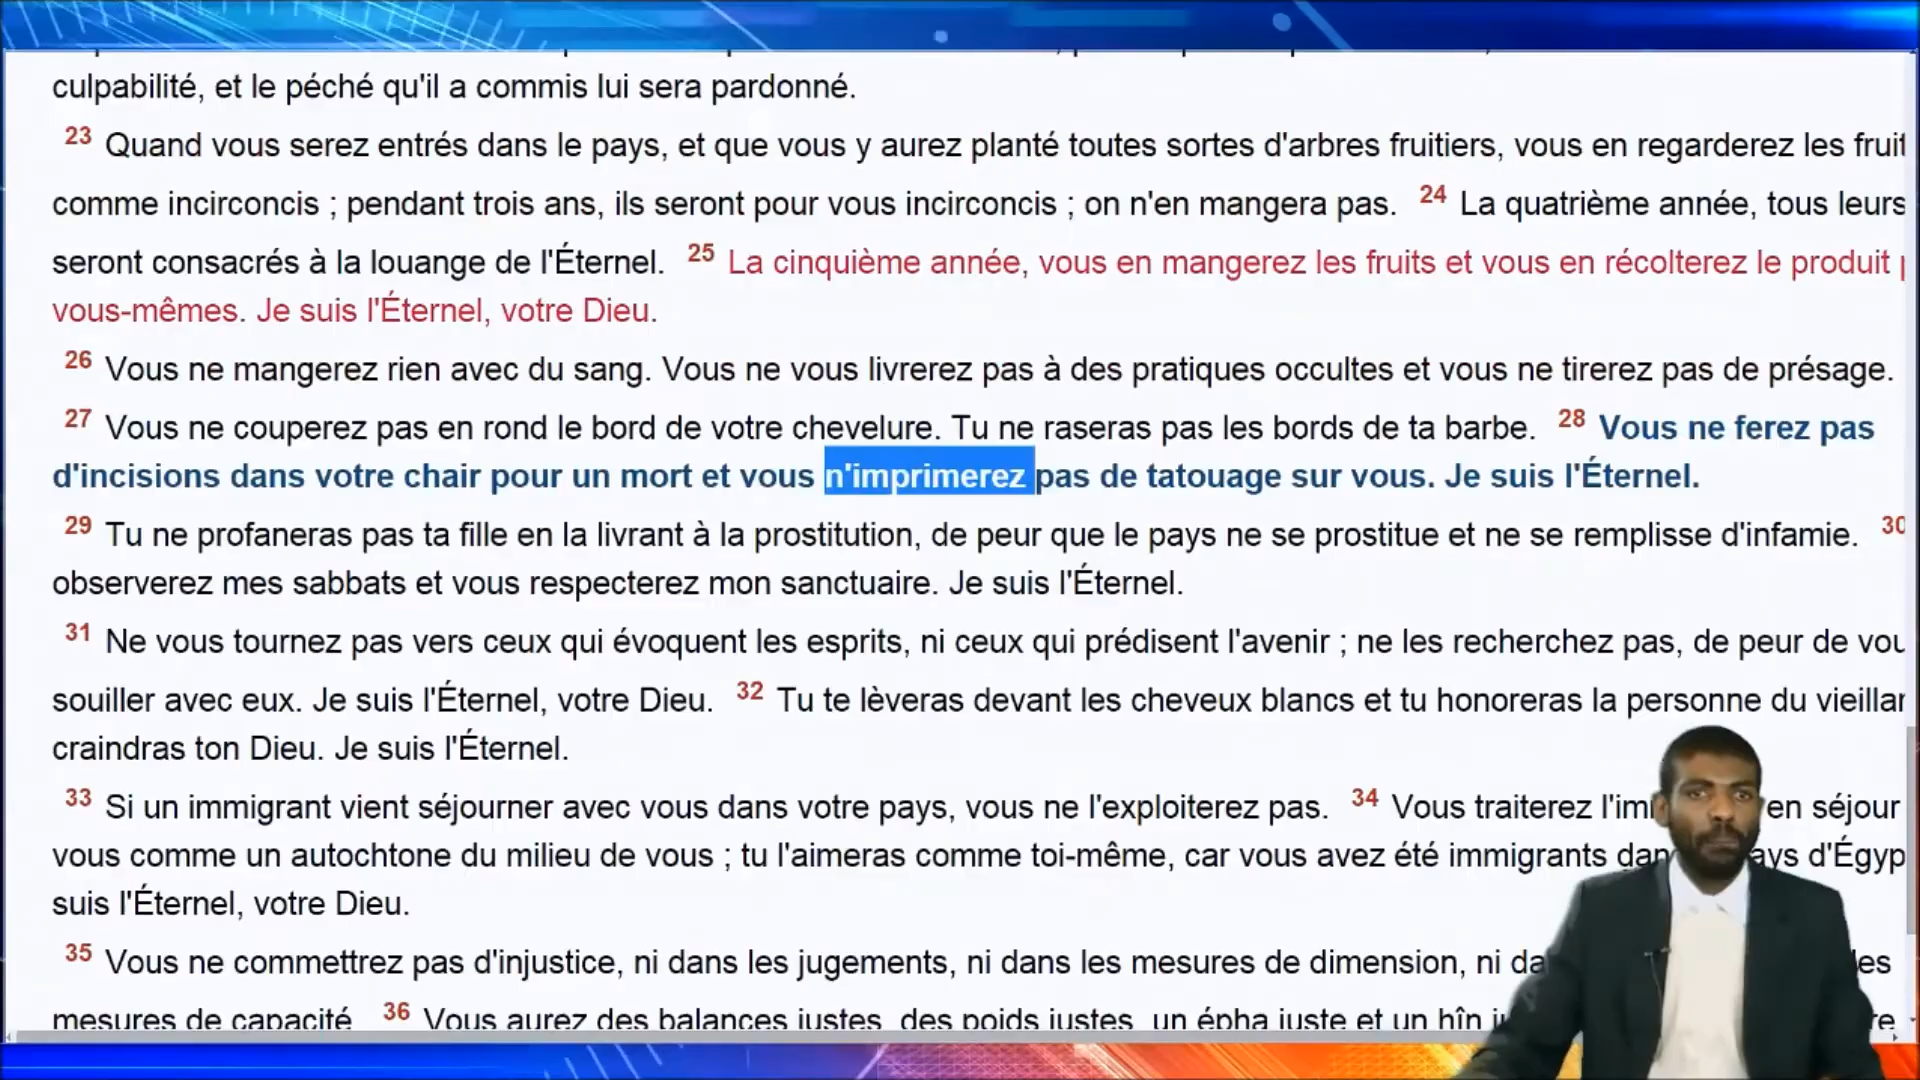 culpabilité, et le péché qu'il a commis lui sera pardonné.
23 Quand vous serez entrés dans le pays, et que vous y aurez planté toutes sortes d'arbres fruitiers, vous en regarderez les
comme incirconcis ; pendant trois ans, ils seront pour vous incirconcis ; on n'en mangera pas. 24 La quatrième année, tous leurs
seront consacrés à la louange de l'Éternel. 25 La cinquième année, vous en mangerez les fruits et vous en récolterez le produit
vous-mêmes. Je suis l'Éternel, votre Dieu.
26 Vous ne mangerez rien avec du sang. Vous ne vous livrerez pas à des pratiques occultes et vous ne tirerez pas de présage.
27 Vous ne couperez pas en rond le bord de votre chevelure. Tu ne raseras pas les bords de ta barbe. 28 Vous ne ferez pas
d'incisions dans votre chair pour un mort et vous n'imprimerez pas de tatouage sur vous. Je suis l'Éternel.
29 Tu ne profaneras pas ta fille en la livrant à la prostitution, de peur que le pays ne se prostitue et ne se remplisse d'infamie. 30
observerez mes sabbats et vous respecterez mon sanctuaire. Je suis l'Éternel.
31 Ne vous tournez pas vers ceux qui évoquent les esprits, ni ceux qui prédisent l'avenir ; ne les recherchez pas, de peur de
souiller avec eux. Je suis l'Éternel, votre Dieu. 32 Tu te lèveras devant les cheveux blancs et tu honoreras la personne du
craindras ton Dieu. Je suis l'Éternel.
33 Si un immigrant vient séjourner avec vous dans votre pays, vous ne l'exploiterez pas. 34 Vous traiterez en séjour
vous comme un autochtone du milieu de vous ; tu l'aimeras comme toi-même, car vous avez été immigrants
suis l'Éternel, votre Dieu.
35 Vous ne commettrez pas d'injustice, ni dans les jugements, ni dans les mesures de dimension, ni
mesures de capacité 36 Vous aurez des balances justes, des poids justes, un épha juste et un hîn